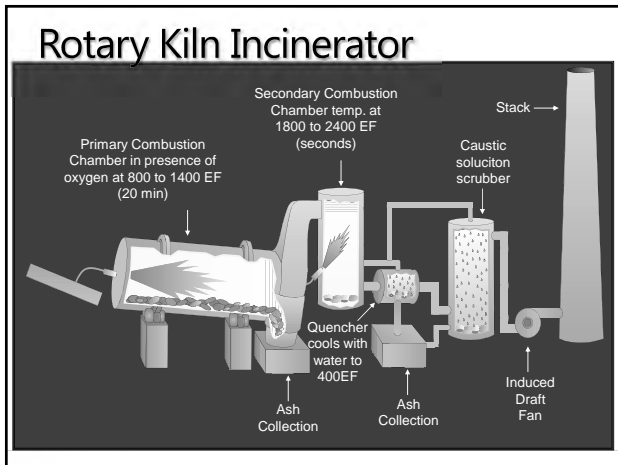 Rotary Kiln Incinerator
Secondary Combustion
Chamber temp. at
1800 to 2400 EF
(seconds)
Stack
Primary Combustion
Chamber in presence of
oxygen at 800 to 1400 EF
(20 min)
Caustic
soluciton
scrubber
Quencher
cools with
water to
400EF
Induced
Draft
Fan
Ash
Collection
Ash
Collection